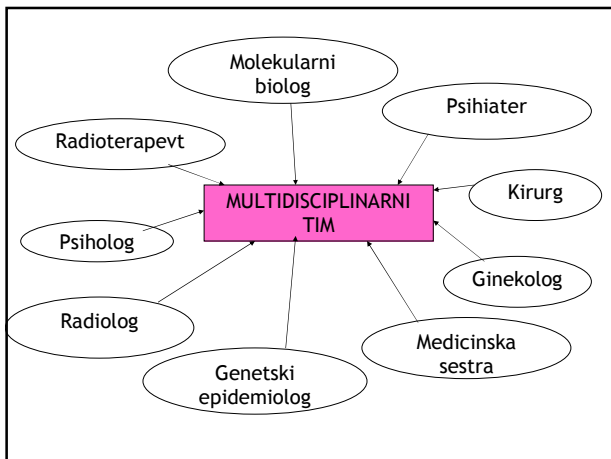 Molekularni
biolog
Psihiater
Radioterapevt
Kirurg
MULTIDISCIPLINARNI
TIM
Psiholog
Ginekolog
Radiolog
Medicinska
sestra
Genetski
epidemiolog